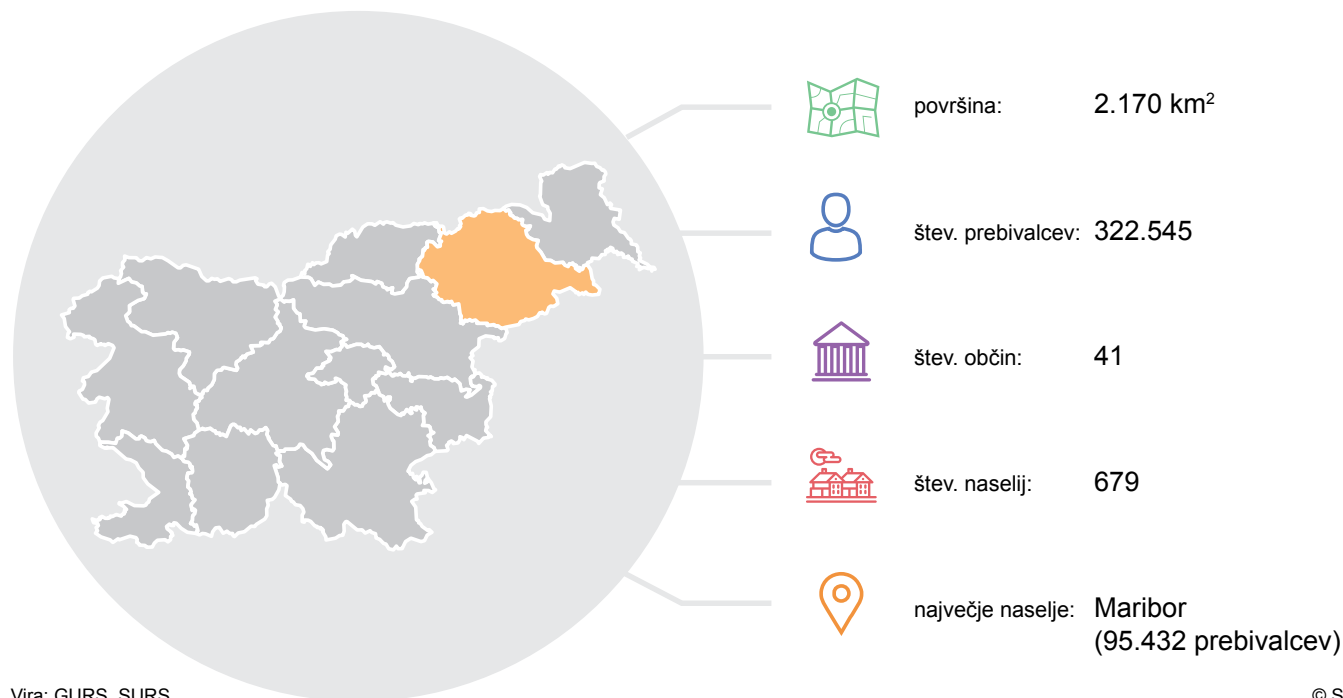 površina: 2.170 km²
štev. prebivalcev: 322.545
štev. občin: 41
štev. naselij: 679
največje naselje: Maribor
(95.432 prebivalcev)
Vira: GURS, SURS
© S